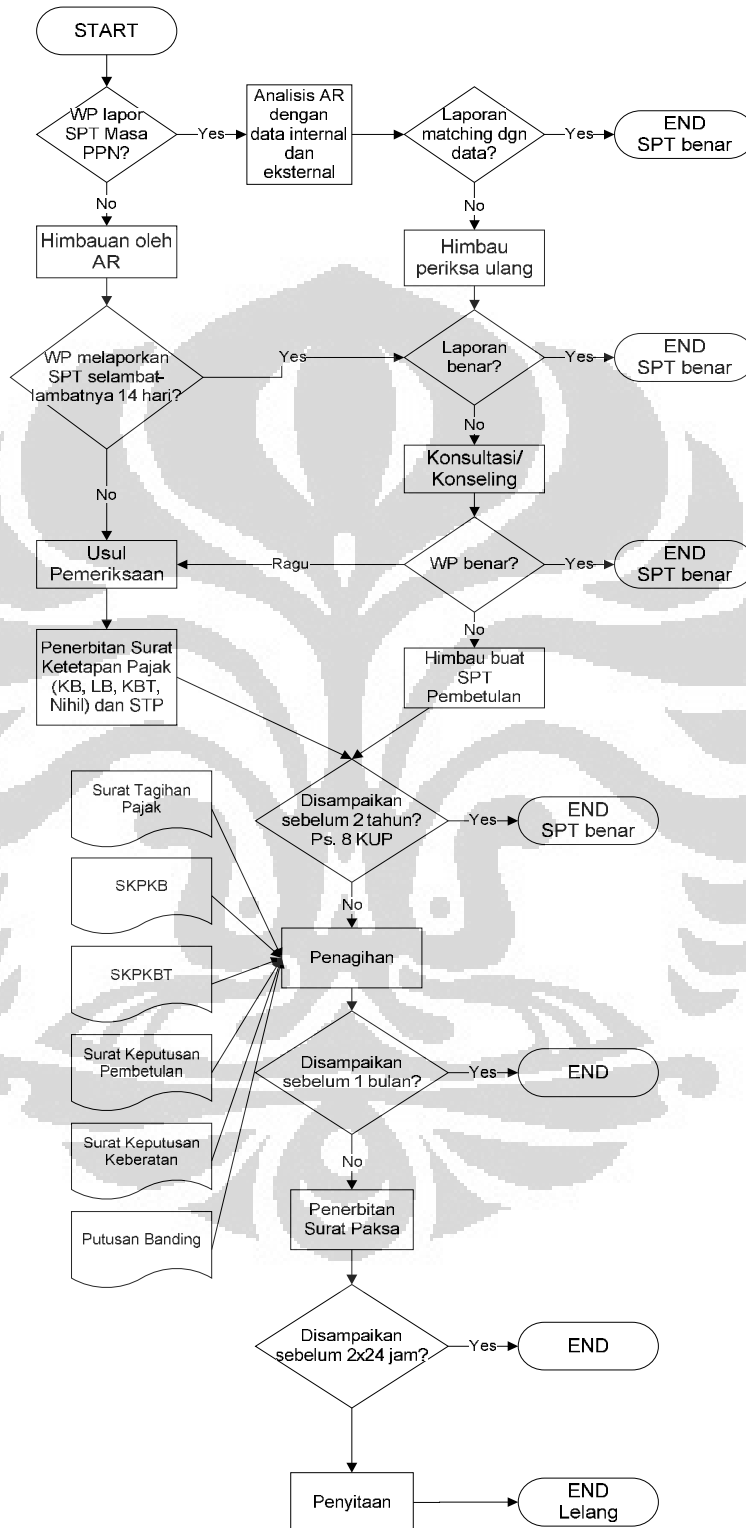 START
WP lapor
SPT Masa
PPN?
Yes
Analisis AR
dengan
data internal
dan
eksternal
Laporan
matching dgn
data?
Yes
END
SPT benar
No
No
Himbauan oleh
AR
Himbau
periksa ulang
WP melaporkan
SPT selambat-
lambatnya 14 hari?
Yes
Laporan
benar?
Yes
END
SPT benar
No
Konsultasi/
Konseling
No
Usul
Pemeriksaan
Ragu
WP benar?
Yes
END
SPT benar
No
Penerbitan Surat
Ketetapan Pajak
(KB, LB, KBT,
Nihil) dan STP
Himbau buat
SPT
Pembetulan
Surat Tagihan
Pajak
Disampaikan
sebelum 2 tahun?
Ps. 8 KUP
Yes
END
SPT benar
SKPKB
No
Penagihan
SKPKBT
Surat Keputusan
Pembetulan
Disampaikan
sebelum 1 bulan?
Yes
END
Surat Keputusan
Keberatan
No
Penerbitan
Surat Paksa
Putusan Banding
Disampaikan
sebelum 2x24 jam?
Yes
END
Penyitaan
END
Lelang